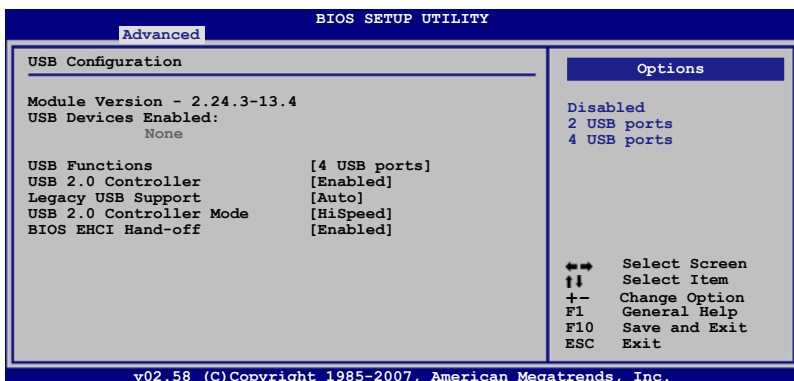 BIOS SETUP UTILITY
Advanced
USB Configuration
Module Version - 2.24.3-13.4
USB Devices Enabled:
None
USB Functions [4 USB ports]
USB 2.0 Controller [Enabled]
Legacy USB Support [Auto]
USB 2.0 Controller Mode [HiSpeed]
BIOS EHCI Hand-off [Enabled]
Options
Disabled
2 USB ports
4 USB ports
←→ Select Screen
↑↓ Select Item
+- Change Option
F1 General Help
F10 Save and Exit
ESC Exit
v02.58 (C)Copyright 1985-2007, American Megatrends, Inc.